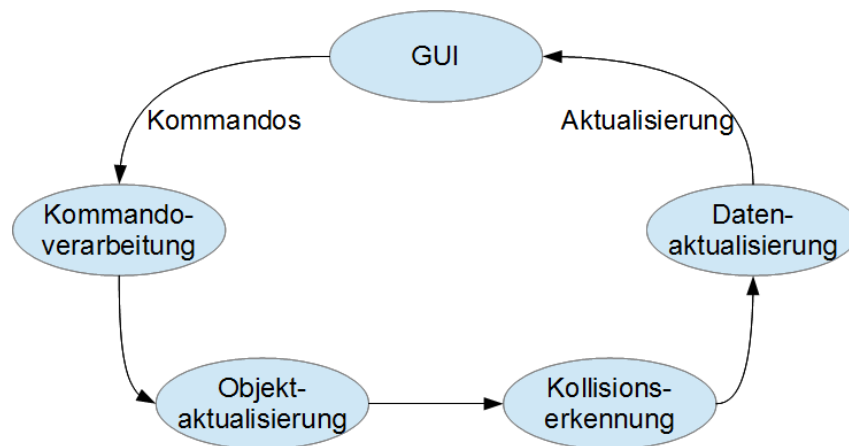 GUI
Kommandos
Aktualisierung
Kommando-
verarbeitung
Daten-
aktualisierung
Objekt-
aktualisierung
Kollisions-
erkennung